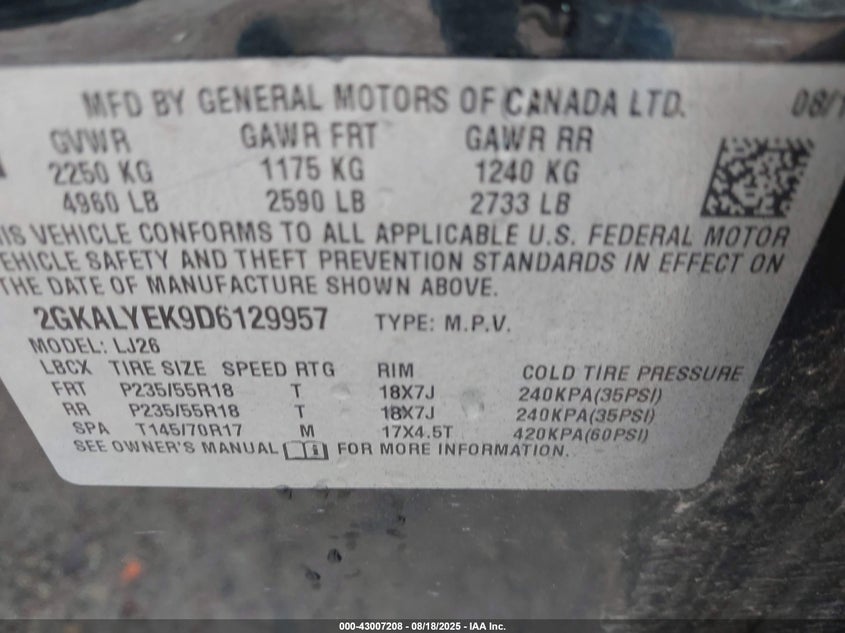 MFD BY GENERAL MOTORS OF CANADA LTD. 08/1
GVWR GAWR FRT GAWR RR
2250 KG 1175 KG 1240 KG
4960 LB 2590 LB 2733 LB
IS VEHICLE CONFORMS TO ALL APPLICABLE U.S. FEDERAL MOTOR
EHICLE SAFETY AND THEFT PREVENTION STANDARDS IN EFFECT ON
THE DATE OF MANUFACTURE SHOWN ABOVE.
2GKALYEK9D6129957 TYPE: M.P.V.
MODEL: LJ26
LBCX TIRE SIZE SPEED RTG RIM COLD TIRE PRESSURE
FRT P235/55R18 T 18X7J 240KPA(35PSI)
RR P235/55R18 T 18X7J 240KPA(35PSI)
SPA T145/70R17 M 17X4.5T 420KPA(60PSI)
SEE OWNER'S MANUAL FOR MORE INFORMATION.
000-43007208 - 08/18/2025 - IAA Inc.